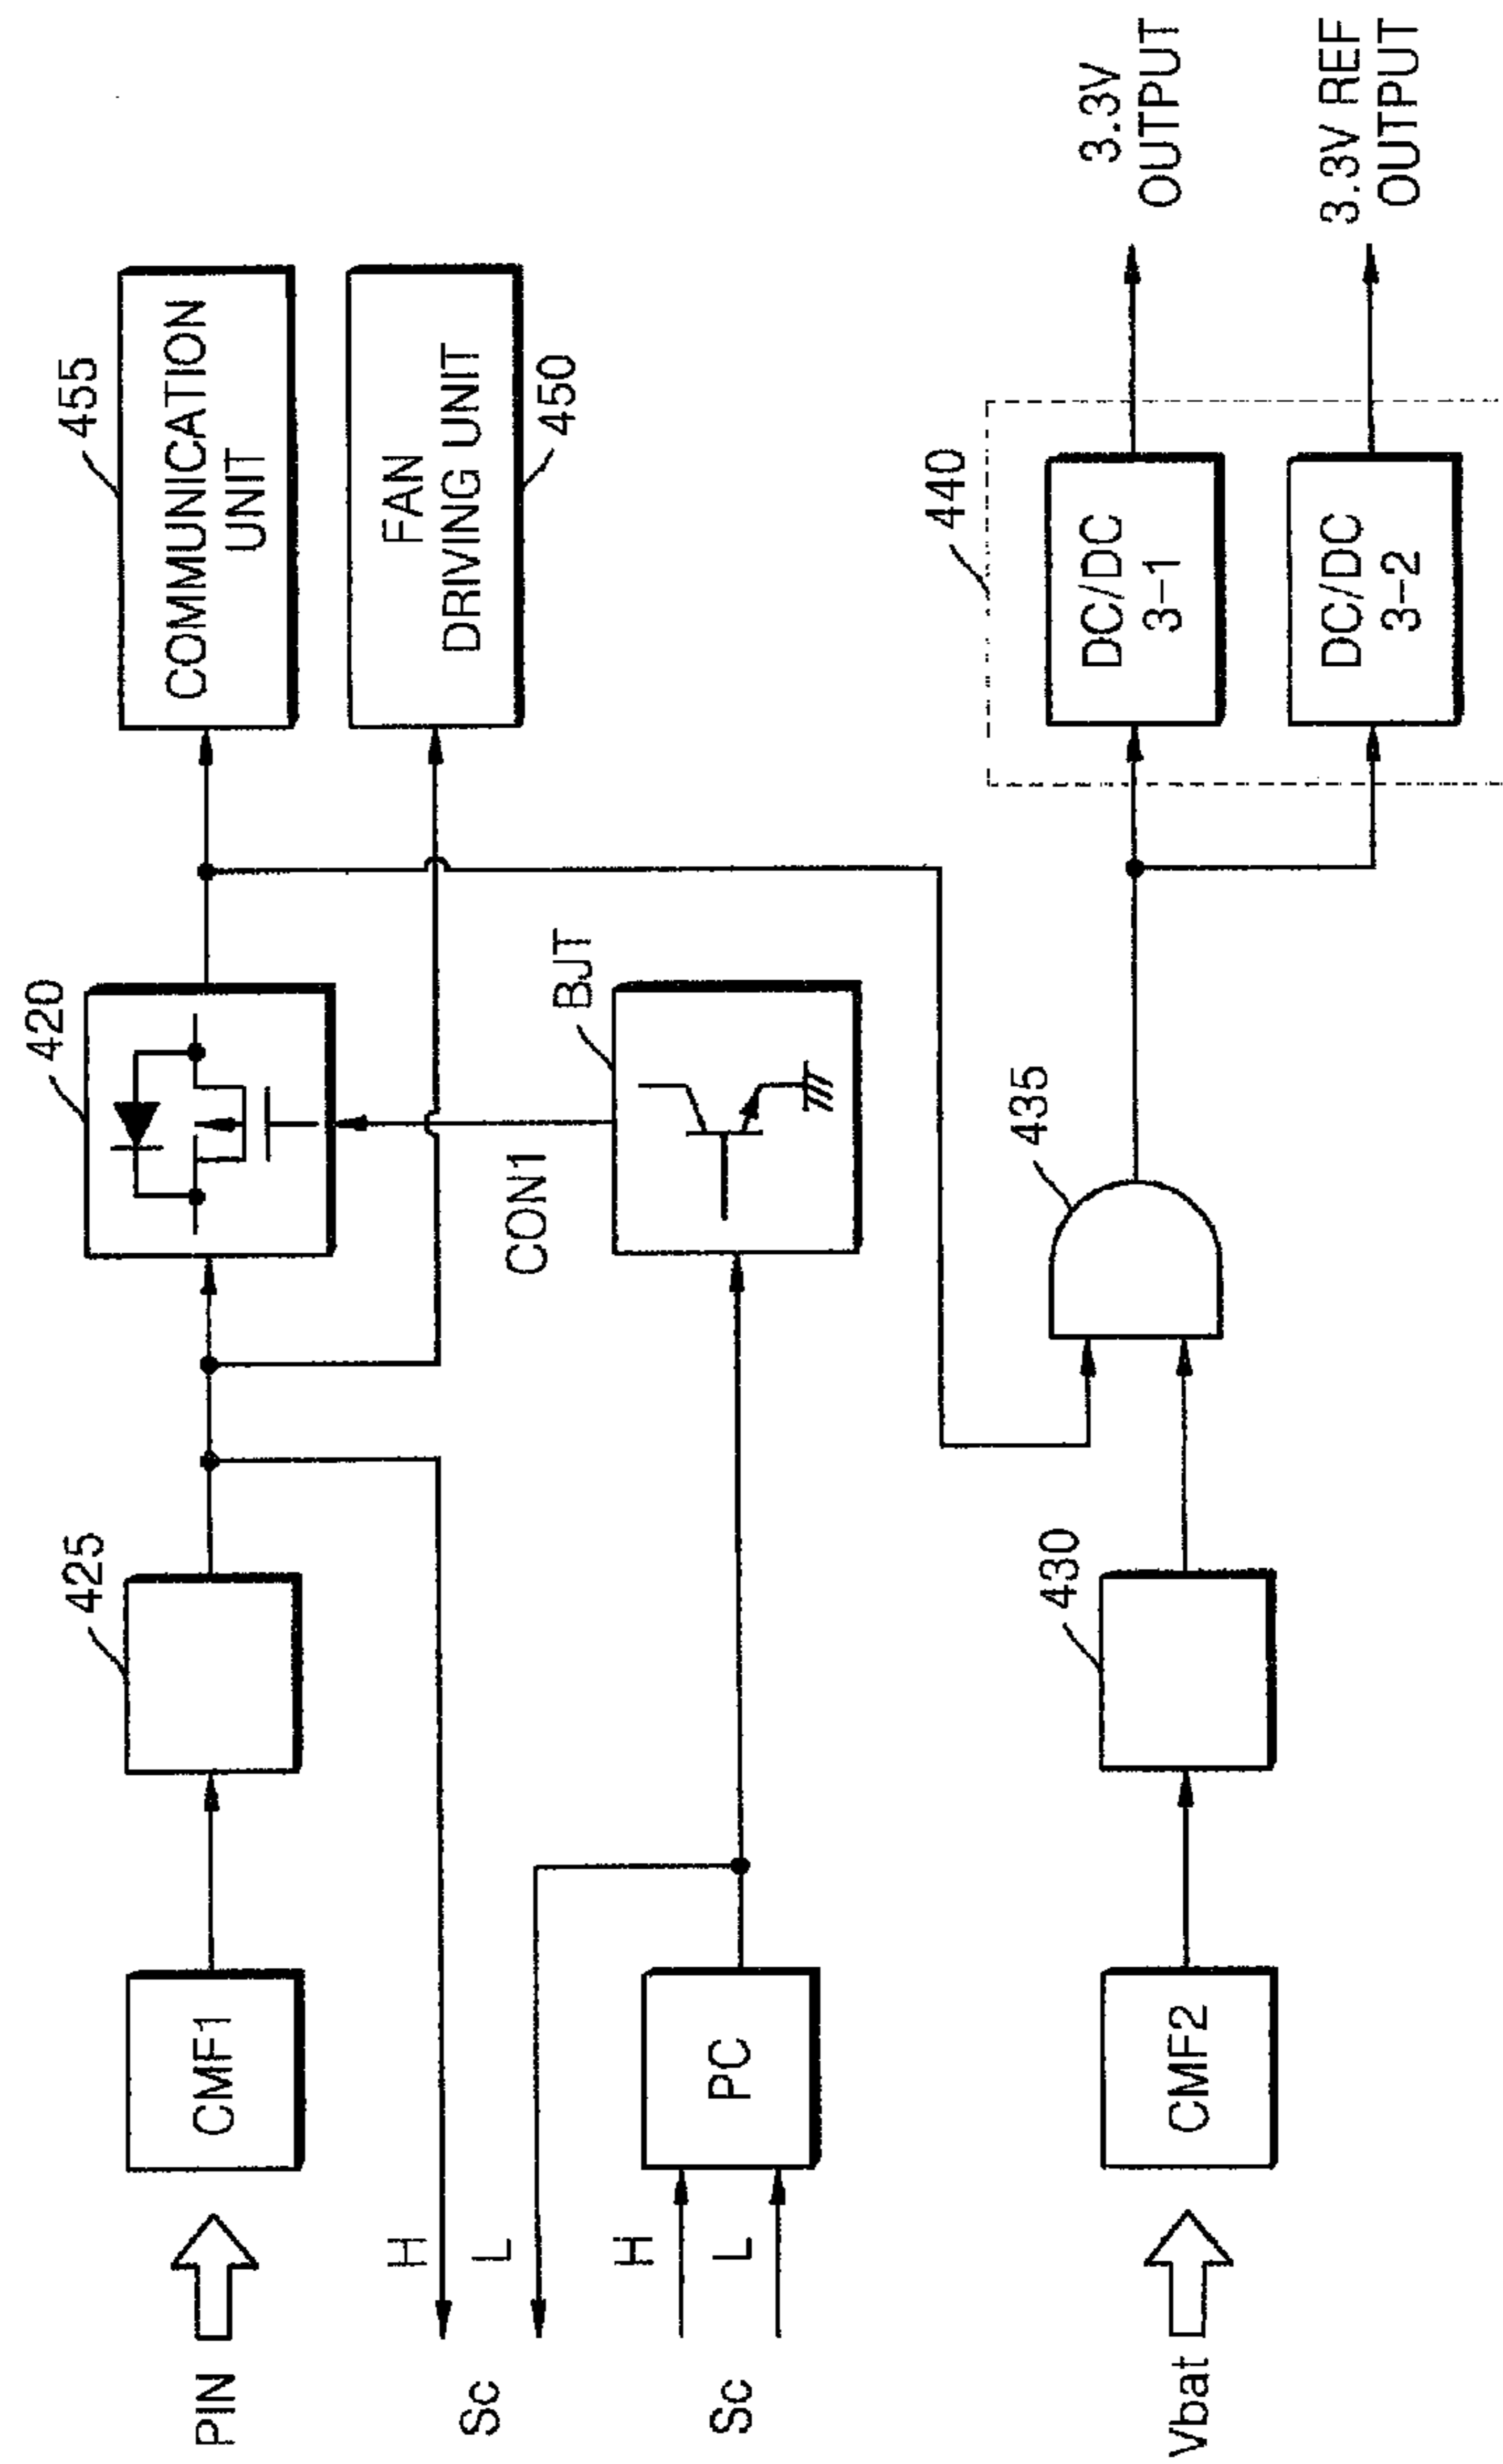 PIN
CMF1
425
420
COMMUNICATION
UNIT
455
FAN
DRIVING UNIT
450
H
Sc
L
CON1
BJT
H
Sc
L
PC
Vbat
CMF2
430
435
440
DC/DC
3-1
DC/DC
3-2
3.3V
OUTPUT
3.3V REF
OUTPUT